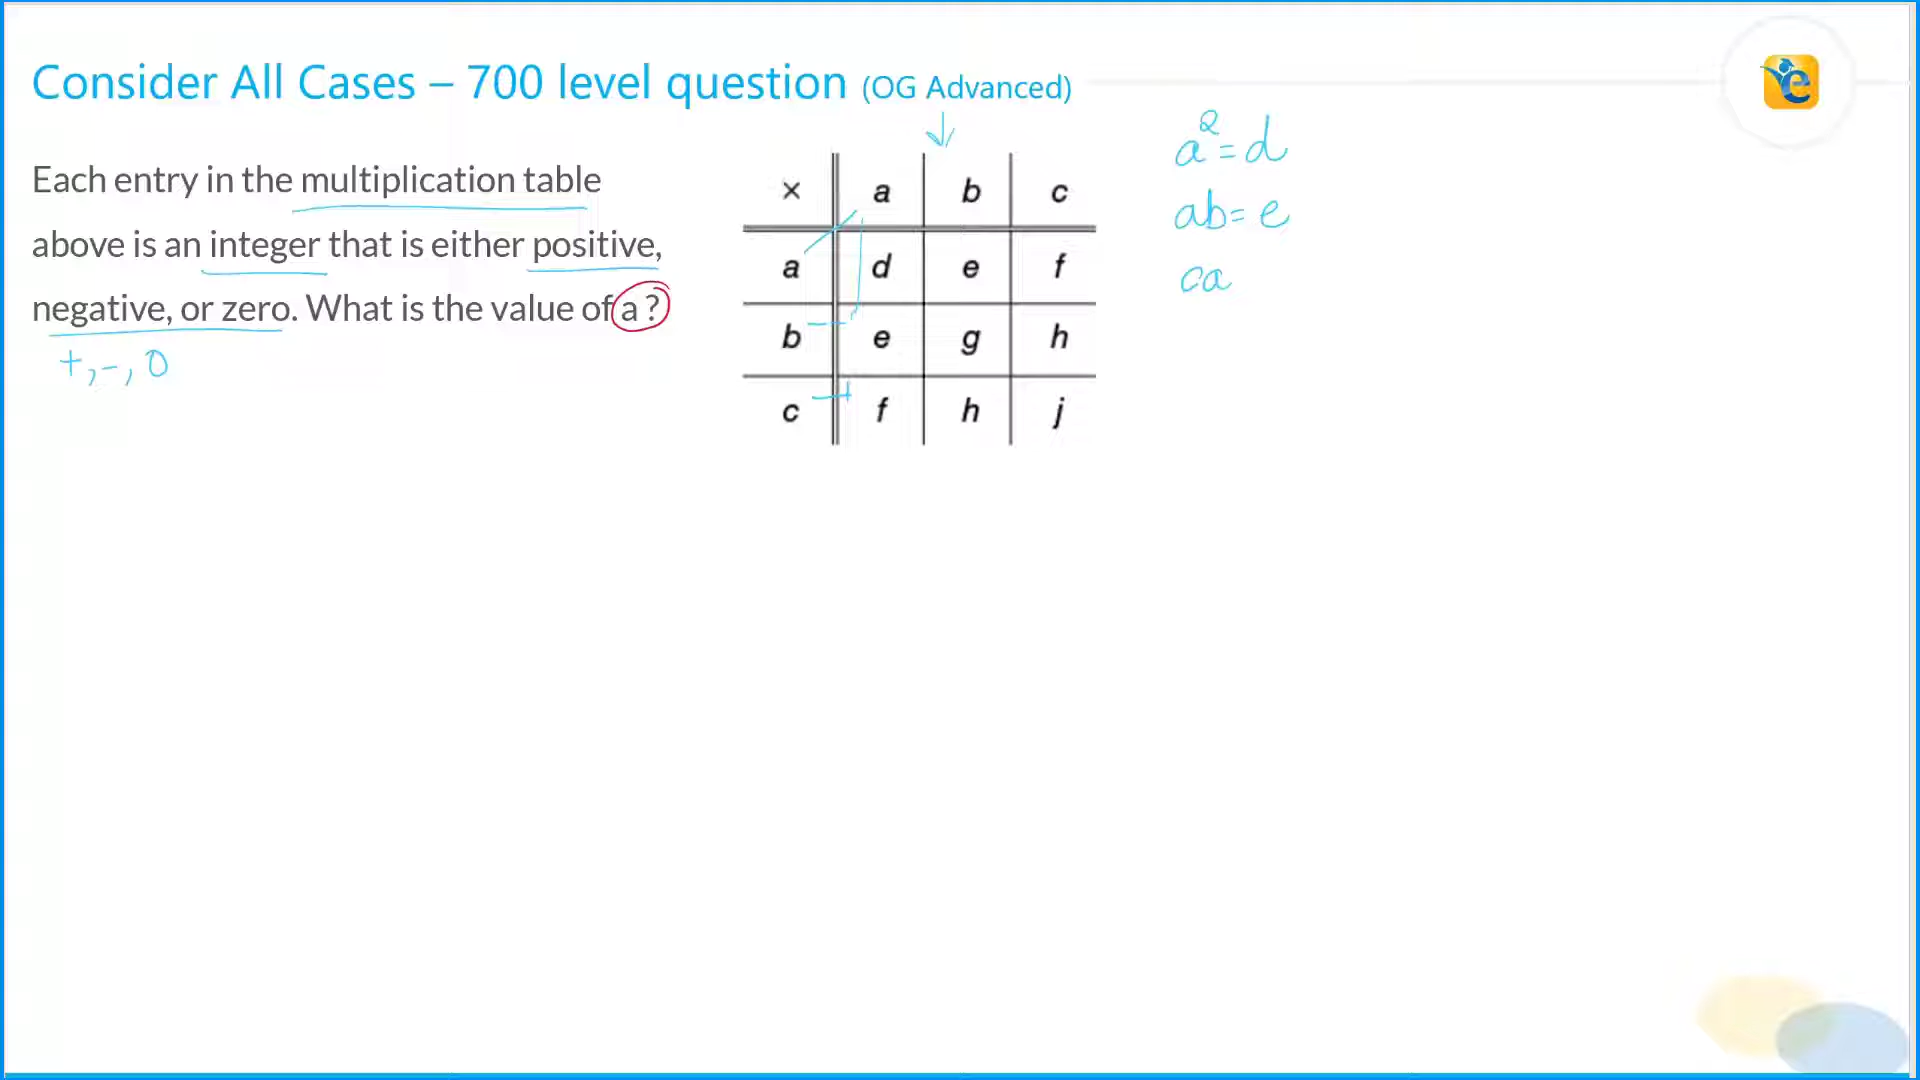 Consider All Cases – 700 level question (OG Advanced)
Each entry in the multiplication table
above is an integer that is either positive,
negative, or zero. What is the value of a ?
+, -, 0
× a b c
a d e f
b e g h
c f h j
a² = d
ab = e
ca
e